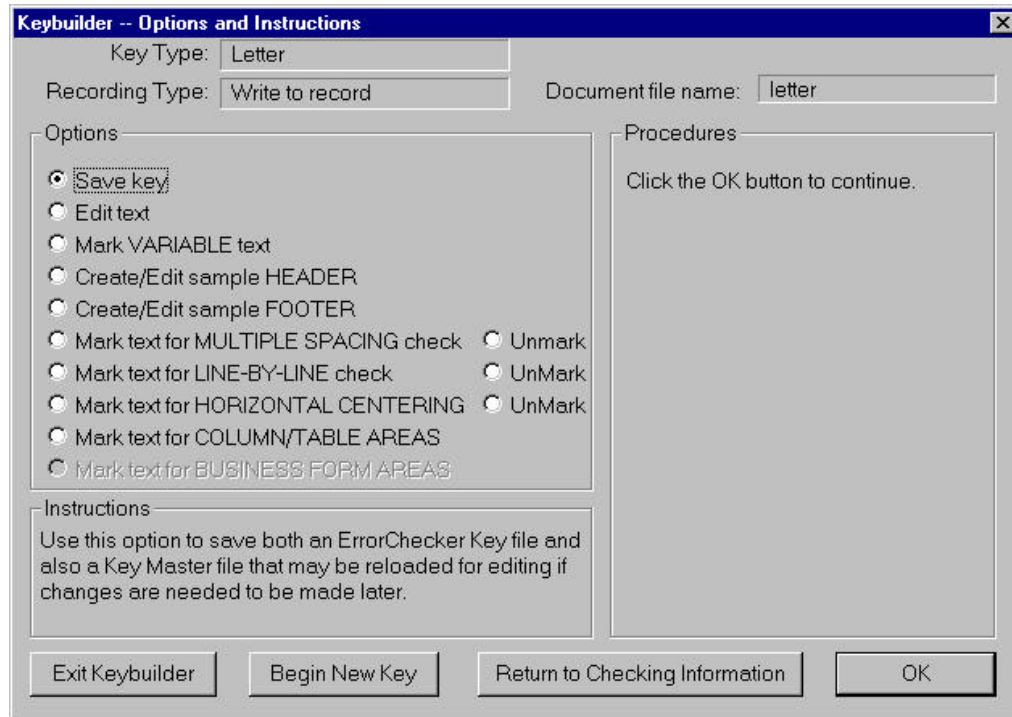 Keybuilder -- Options and Instructions
Key Type: Letter
Recording Type: Write to record
Document file name: letter
Options
Save key
Edit text
Mark VARIABLE text
Create/Edit sample HEADER
Create/Edit sample FOOTER
Mark text for MULTIPLE SPACING check Unmark
Mark text for LINE-BY-LINE check UnMark
Mark text for HORIZONTAL CENTERING UnMark
Mark text for COLUMN/TABLE AREAS
Mark text for BUSINESS FORM AREAS
Procedures
Click the OK button to continue.
Instructions
Use this option to save both an ErrorChecker Key file and
also a Key Master file that may be reloaded for editing if
changes are needed to be made later.
Exit Keybuilder
Begin New Key
Return to Checking Information
OK